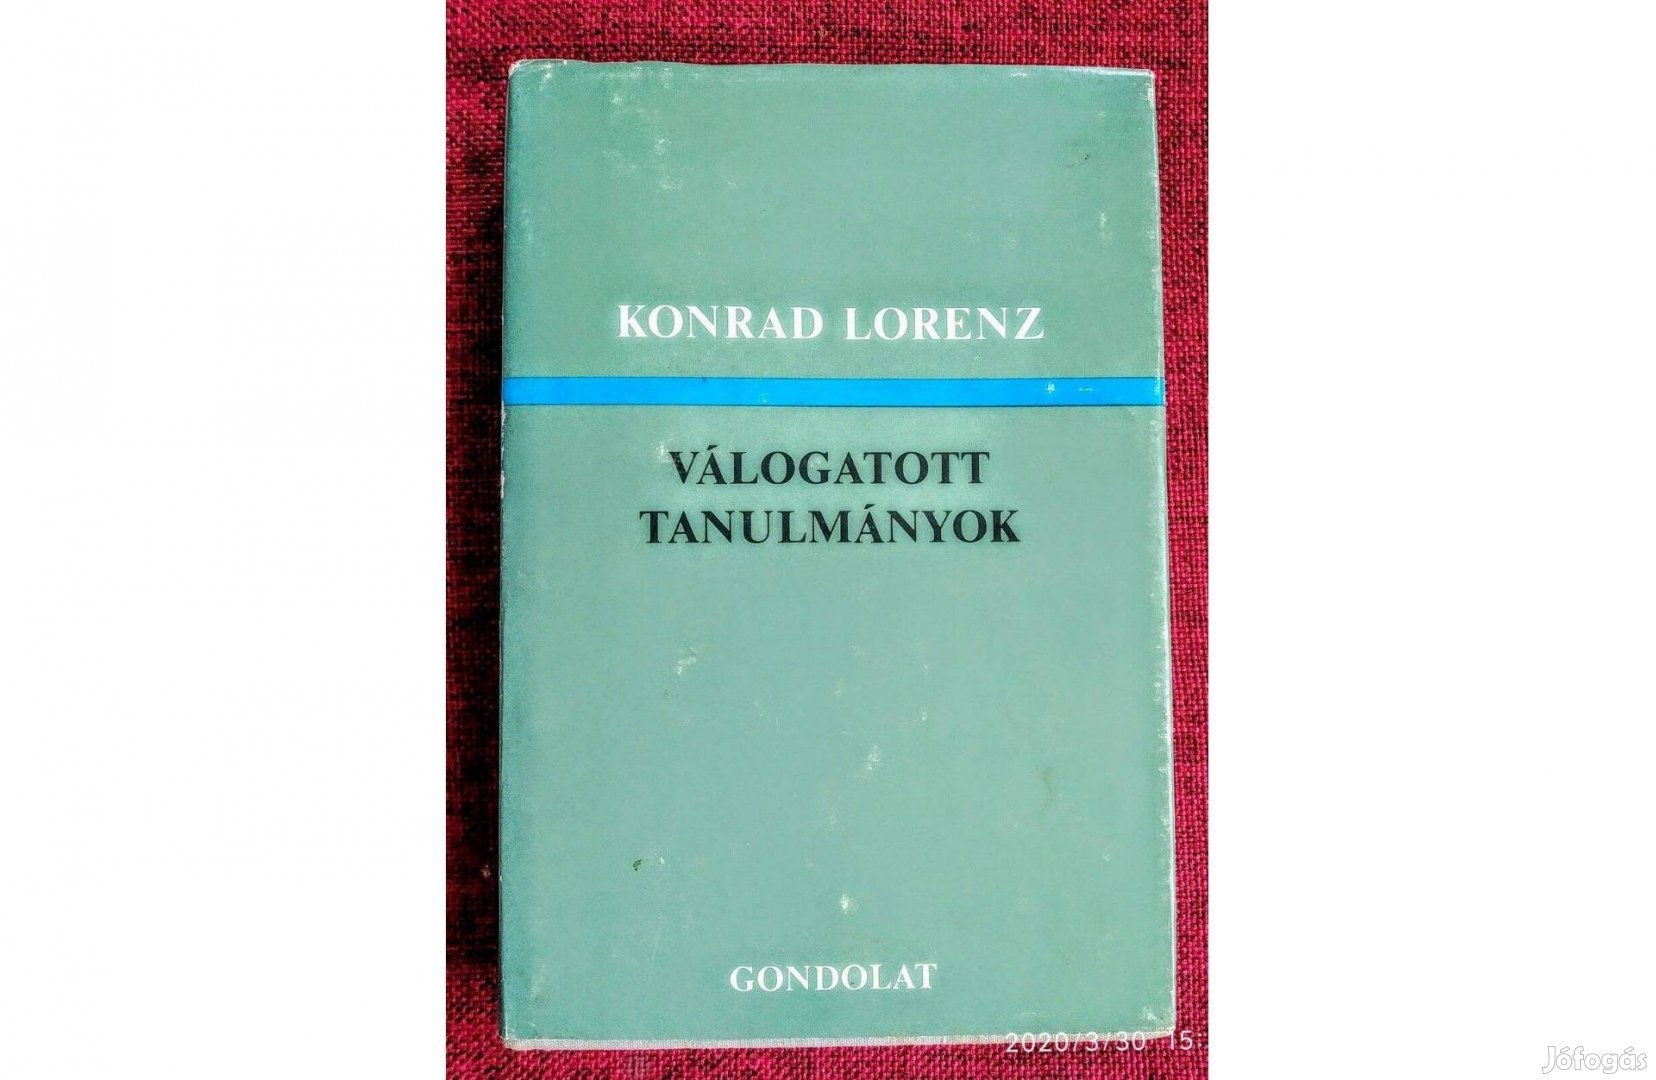 KONRAD LORENZ
VÁLOGATOTT
TANULMÁNYOK
GONDOLAT
2020/3/30 15:
Jófogás